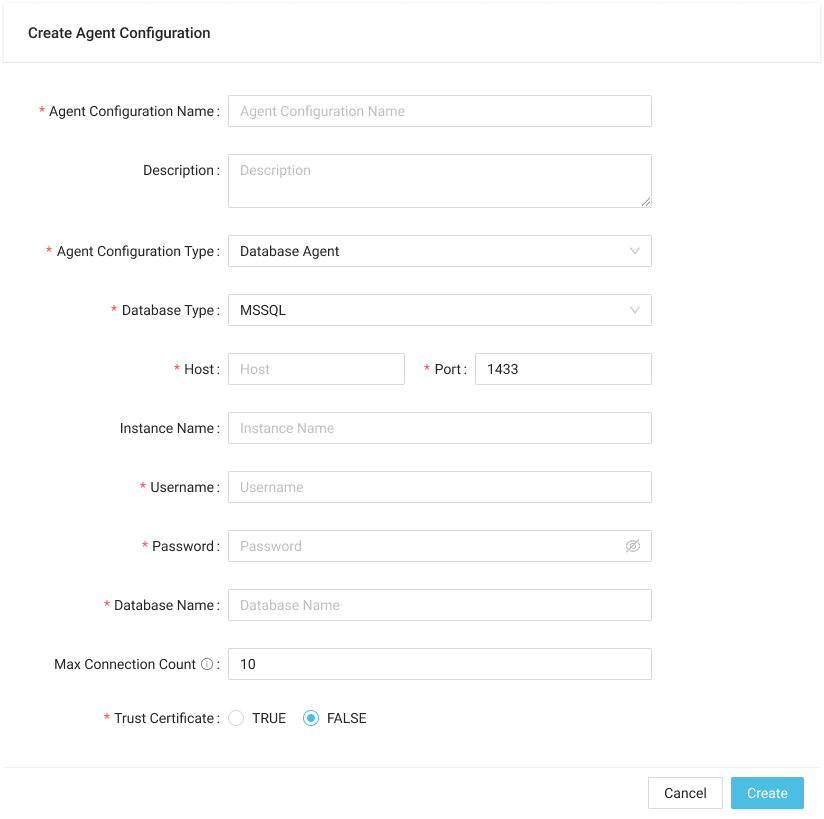 Create Agent Configuration
* Agent Configuration Name : Agent Configuration Name
Description : Description
* Agent Configuration Type : Database Agent
* Database Type : MSSQL
* Host : Host * Port : 1433
Instance Name : Instance Name
* Username : Username
* Password : Password
* Database Name : Database Name
Max Connection Count : 10
* Trust Certificate : TRUE FALSE
Cancel Create